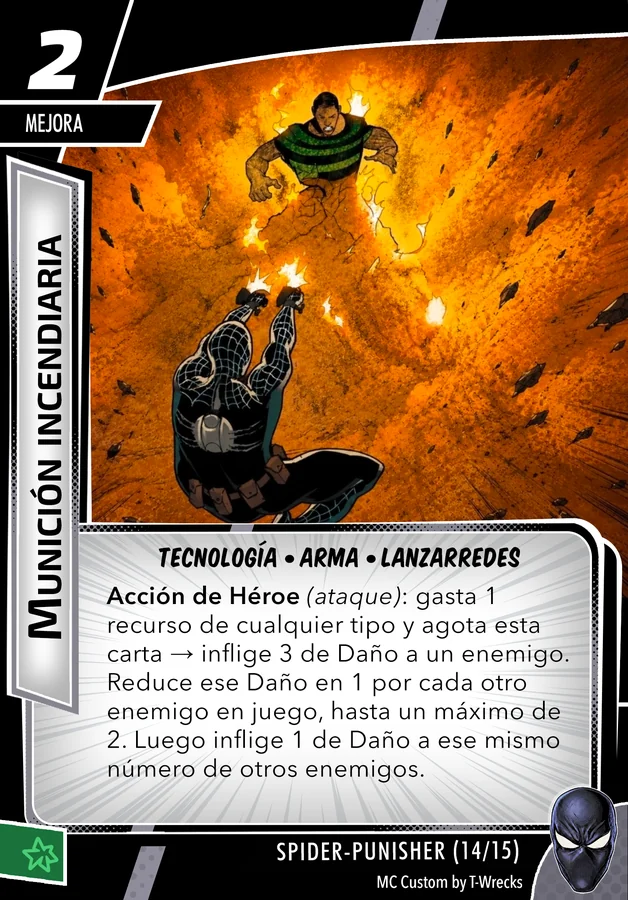 2
MEJORA
MUNICIÓN INCENDIARIA
TECNOLOGÍA • ARMA • LANZARREDES
Acción de Héroe (ataque): gasta 1
recurso de cualquier tipo y agota esta
carta → inflige 3 de Daño a un enemigo.
Reduce ese Daño en 1 por cada otro
enemigo en juego, hasta un máximo de
2. Luego inflige 1 de Daño a ese mismo
número de otros enemigos.
SPIDER-PUNISHER (14/15)
MC Custom by T-Wrecks